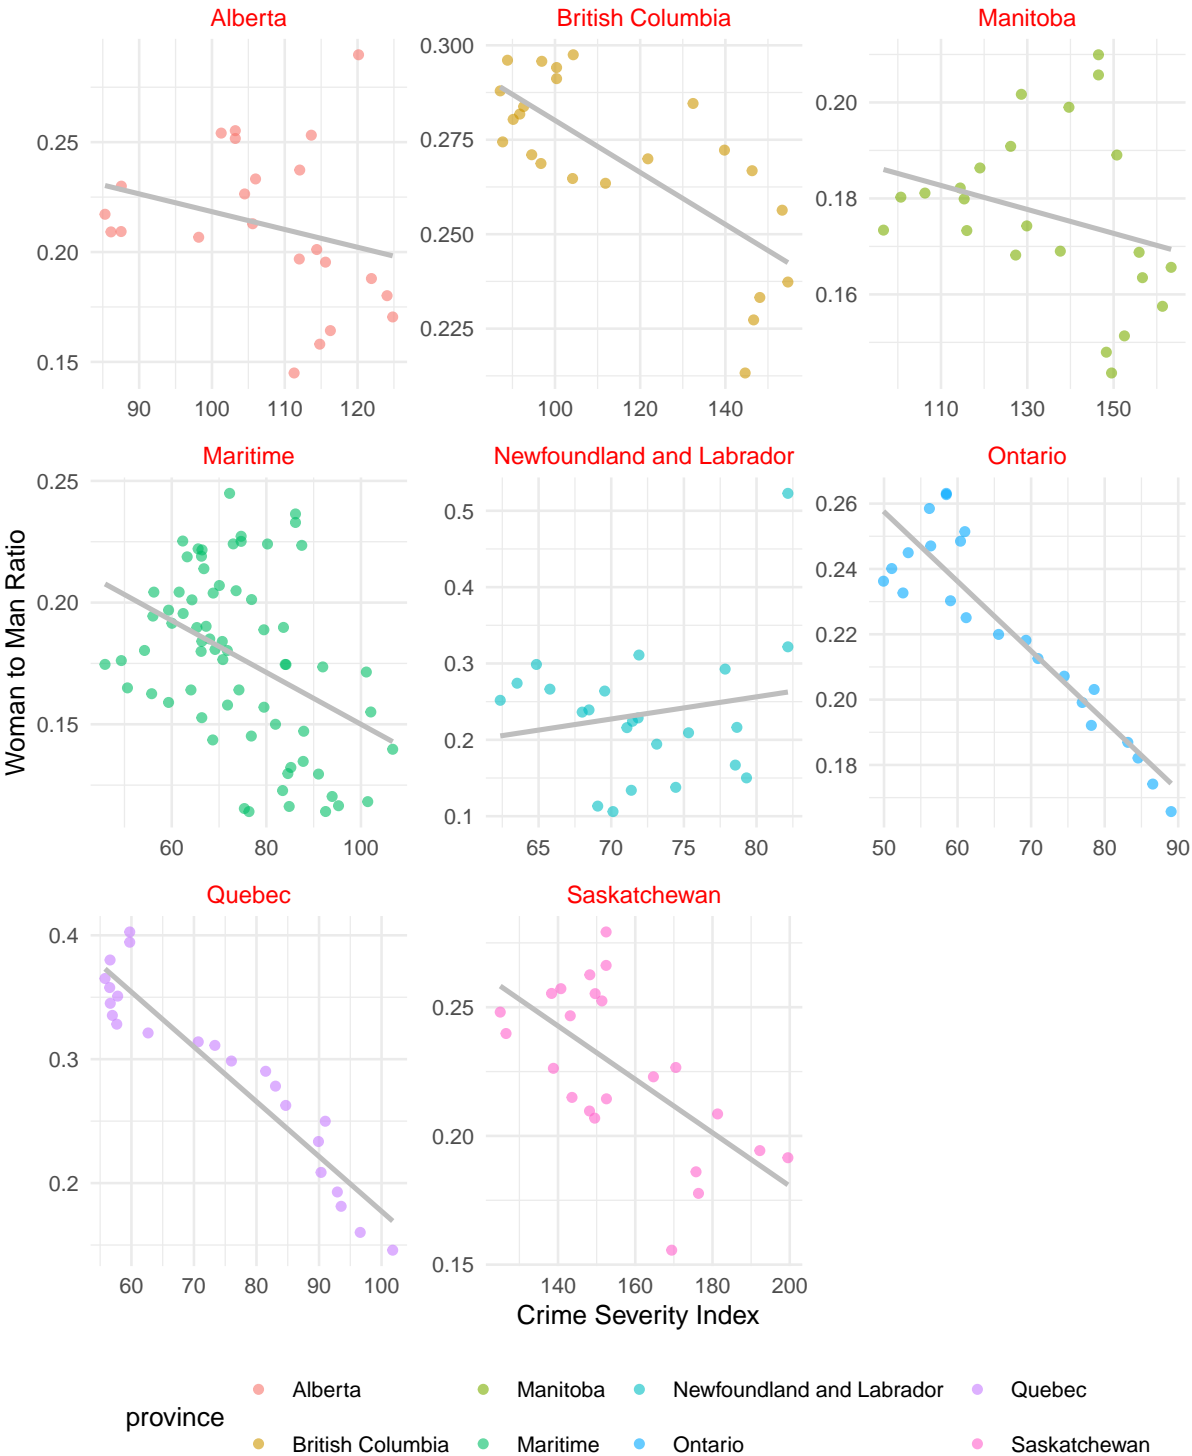 Alberta British Columbia Manitoba
0.25
0.20
0.15
0.300
0.275
0.250
0.225
0.20
0.18
0.16
90 100 110 120
100 120 140
110 130 150
Maritime Newfoundland and Labrador Ontario
0.25
0.20
0.15
0.5
0.4
0.3
0.2
0.1
0.26
0.24
0.22
0.20
0.18
60 80 100
65 70 75 80
50 60 70 80 90
Woman to Man Ratio
Quebec Saskatchewan
0.4
0.3
0.2
0.25
0.20
0.15
60 70 80 90 100
140 160 180 200
Crime Severity Index
province
Alberta Manitoba Newfoundland and Labrador Quebec
British Columbia Maritime Ontario Saskatchewan